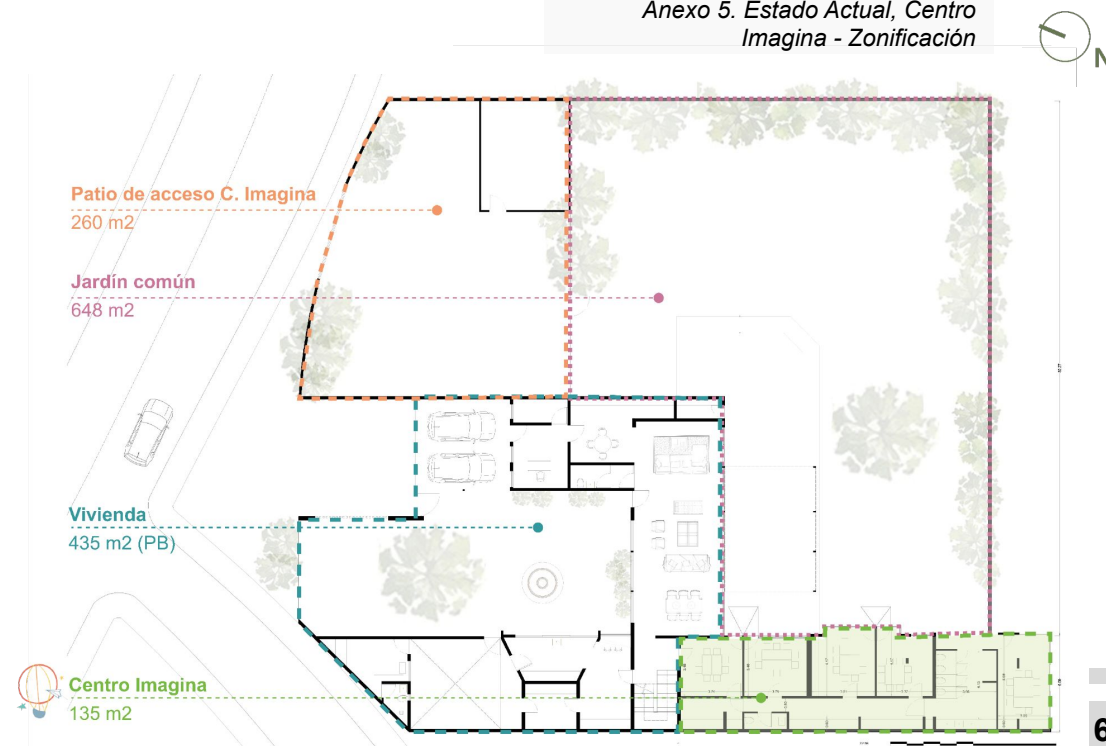 Anexo 5. Estado Actual, Centro
Imagina - Zonificación
N
Patio de acceso C. Imagina
260 m2
Jardín común
648 m2
Vivienda
435 m2 (PB)
Centro Imagina
135 m2
6